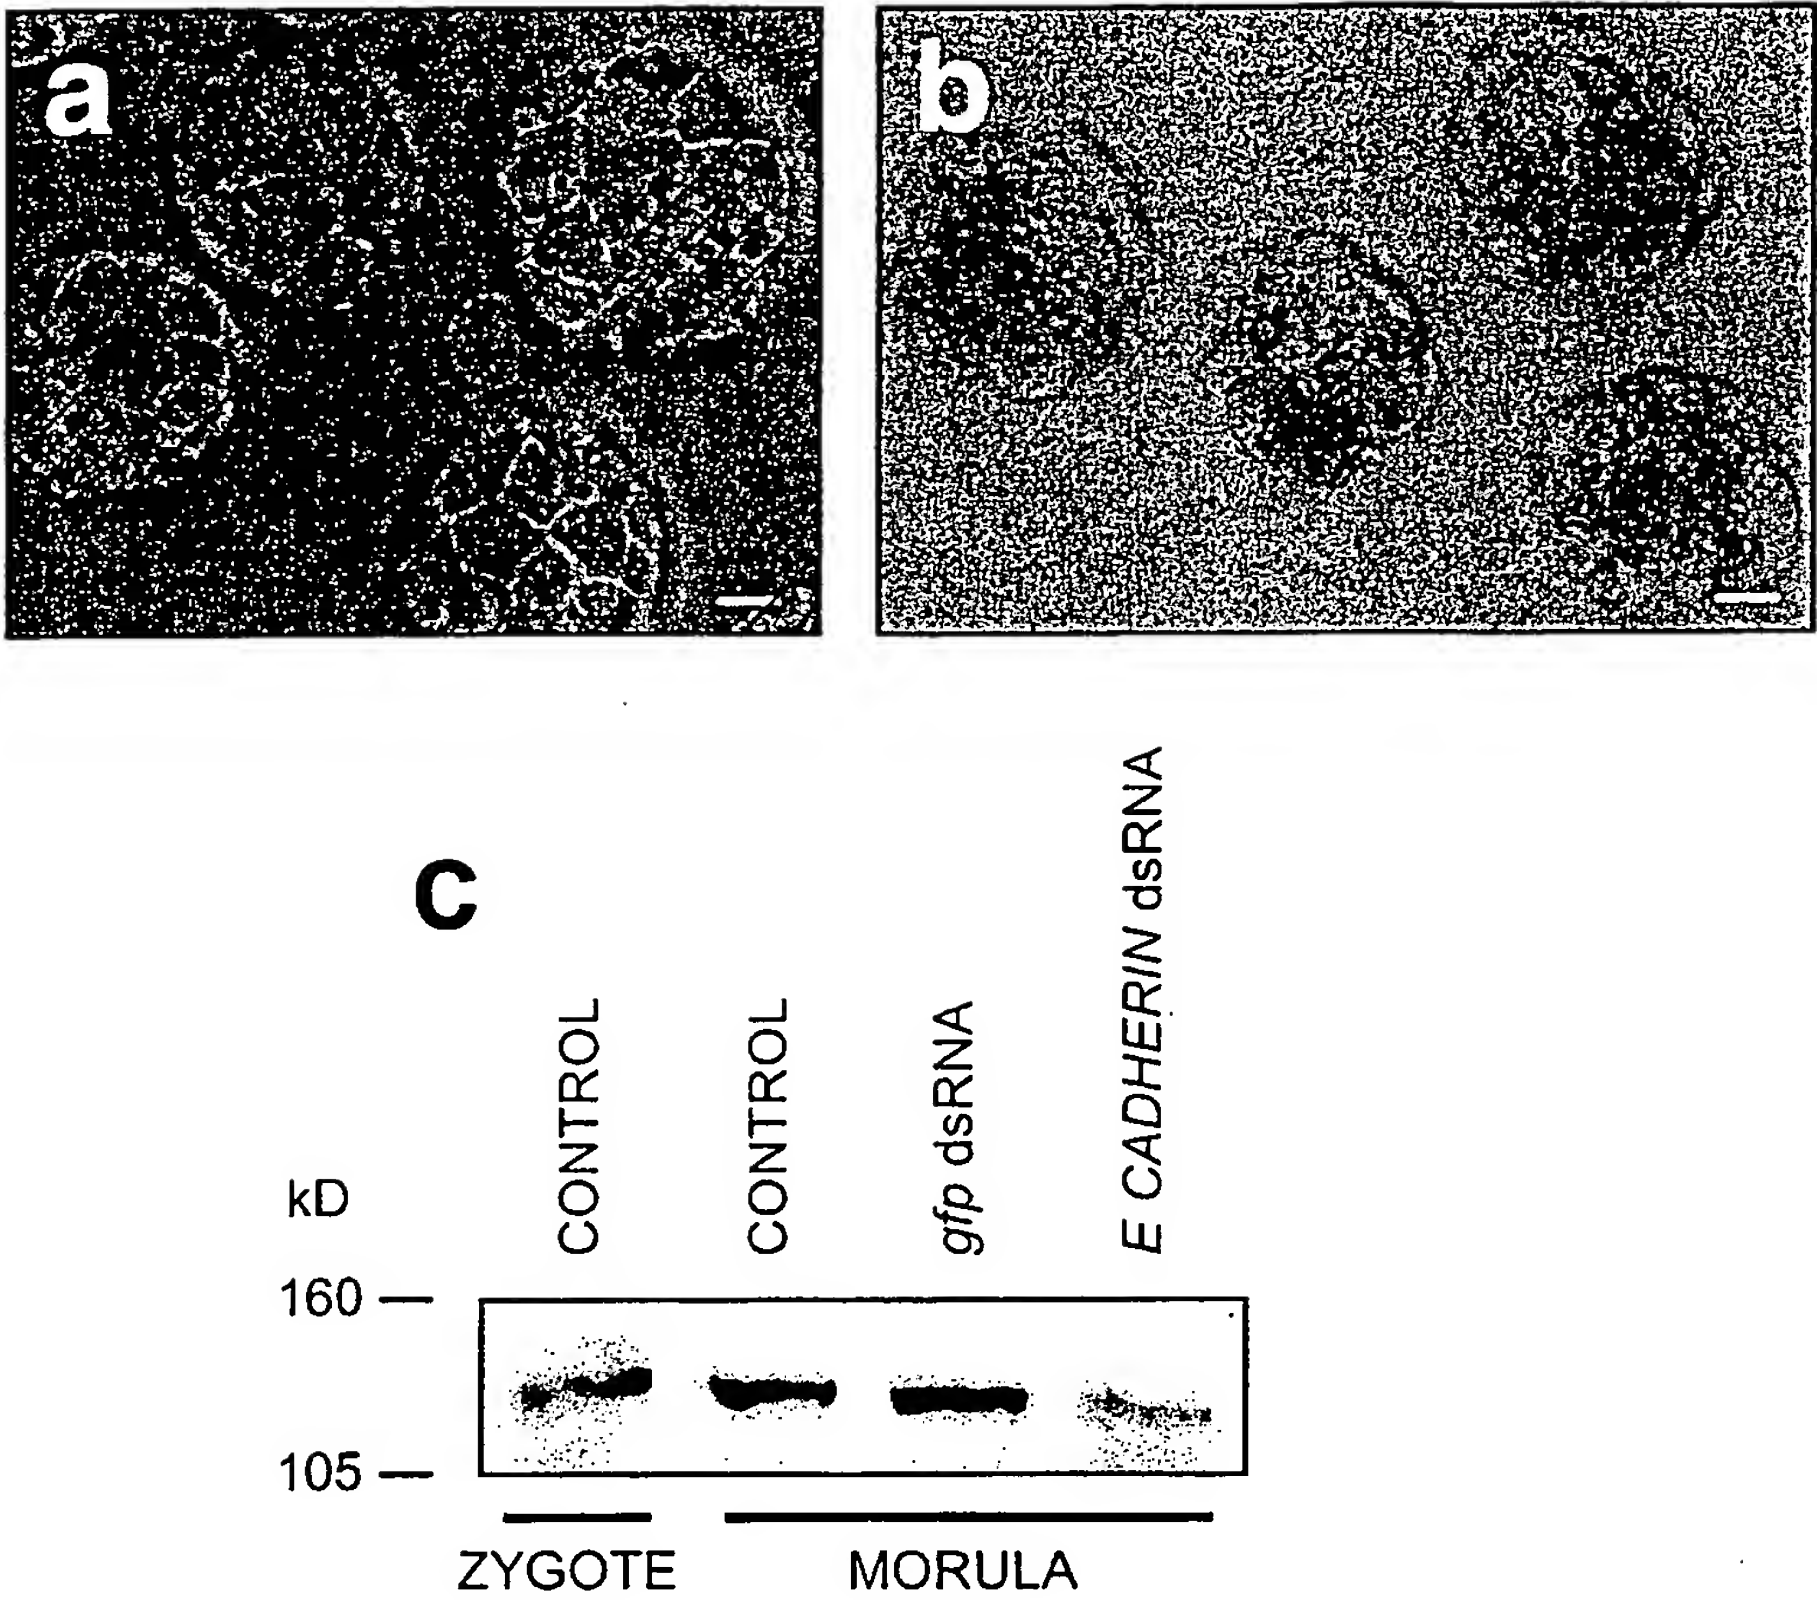 a
b
c
CONTROL
CONTROL
gfp dsRNA
E CADHERIN dsRNA
kD
160
105
ZYGOTE
MORULA